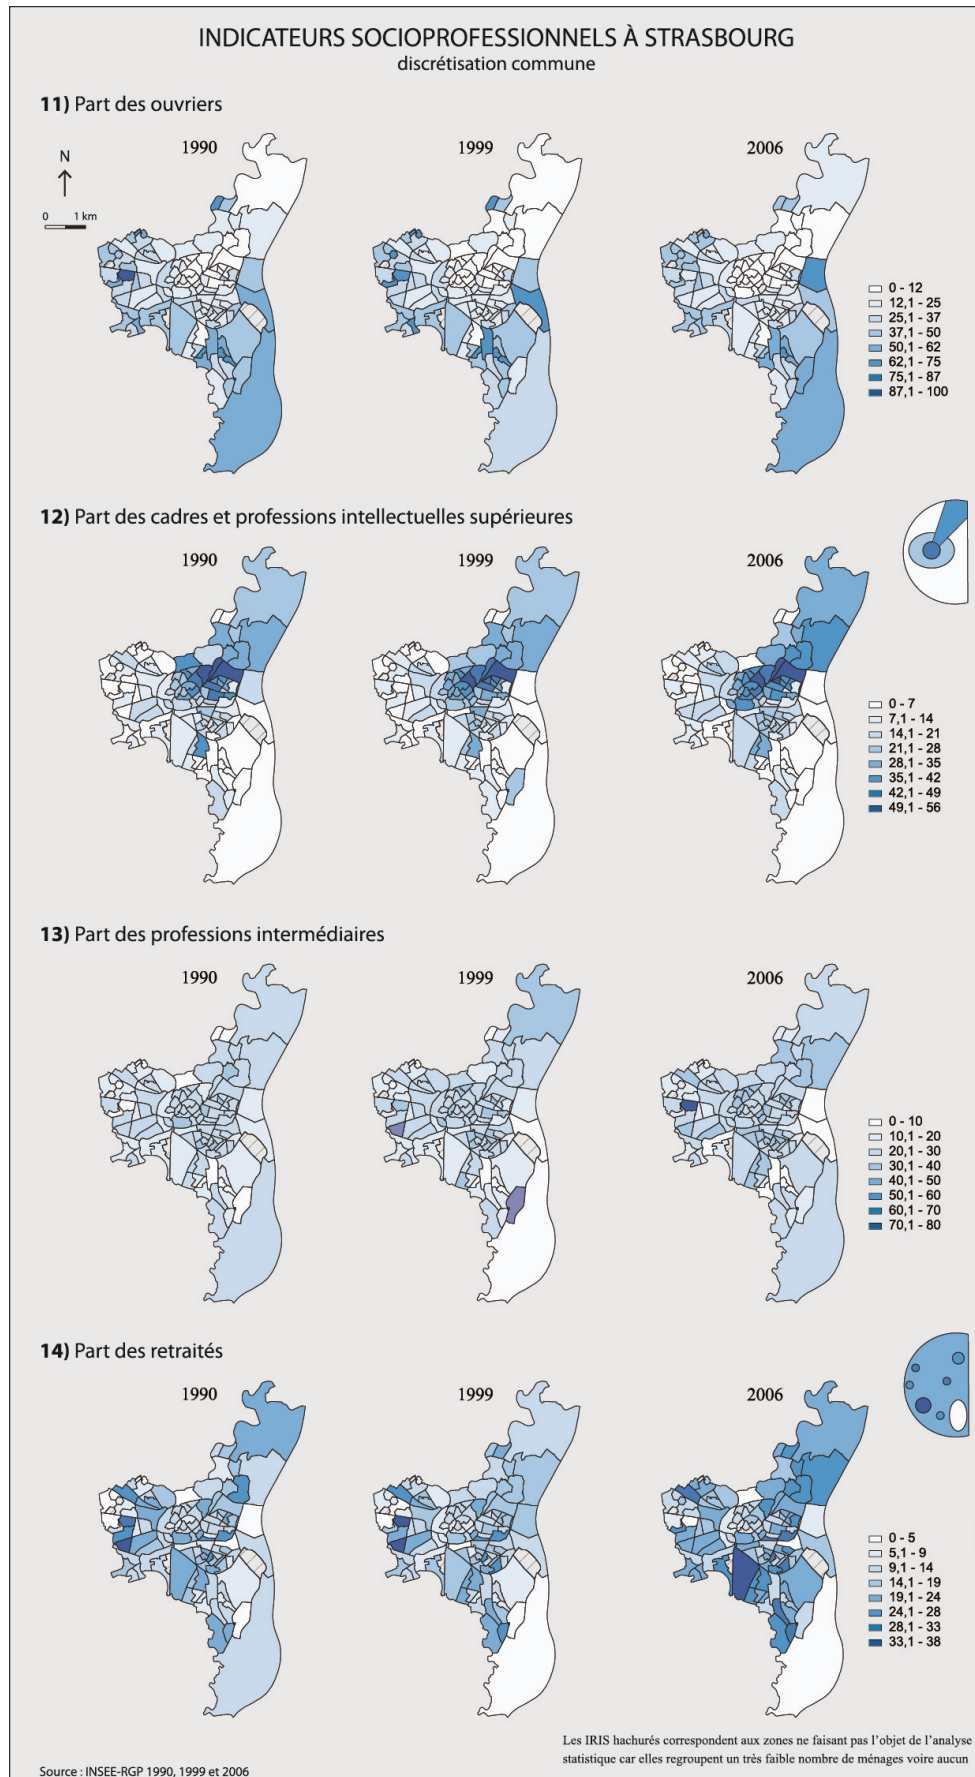 INDICATEURS SOCIOPROFESSIONNELS À STRASBOURG
discrétisation commune
11) Part des ouvriers
1990
1999
2006
N
0 1 km
0 - 12
12,1 - 25
25,1 - 37
37,1 - 50
50,1 - 62
62,1 - 75
75,1 - 87
87,1 - 100
12) Part des cadres et professions intellectuelles supérieures
1990
1999
2006
0 - 7
7,1 - 14
14,1 - 21
21,1 - 28
28,1 - 35
35,1 - 42
42,1 - 49
49,1 - 56
13) Part des professions intermédiaires
1990
1999
2006
0 - 10
10,1 - 20
20,1 - 30
30,1 - 40
40,1 - 50
50,1 - 60
60,1 - 70
70,1 - 80
14) Part des retraités
1990
1999
2006
0 - 5
5,1 - 9
9,1 - 14
14,1 - 19
19,1 - 24
24,1 - 28
28,1 - 33
33,1 - 38
Les IRIS hachurés correspondent aux zones ne faisant pas l'objet de l'analyse
statistique car elles regroupent un très faible nombre de ménages voire aucun
Source : INSEE-RGP 1990, 1999 et 2006